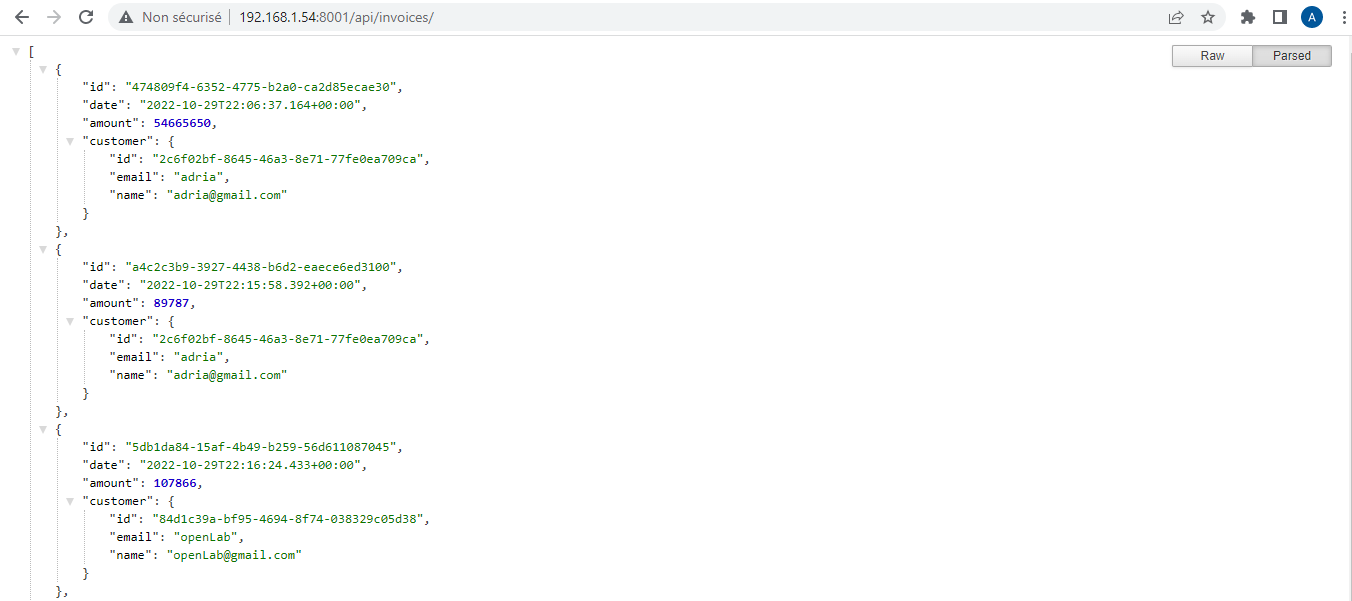 Non sécurisé 192.168.1.54:8001/api/invoices/ A
Raw Parsed
[
{
"id": "474809f4-6352-4775-b2a0-ca2d85ecae30",
"date": "2022-10-29T22:06:37.164+00:00",
"amount": 54665650,
"customer": {
"id": "2c6f02bf-8645-46a3-8e71-77fe0ea709ca",
"email": "adria",
"name": "adria@gmail.com"
}
},
{
"id": "a4c2c3b9-3927-4438-b6d2-eaece6ed3100",
"date": "2022-10-29T22:15:58.392+00:00",
"amount": 89787,
"customer": {
"id": "2c6f02bf-8645-46a3-8e71-77fe0ea709ca",
"email": "adria",
"name": "adria@gmail.com"
}
},
{
"id": "5db1da84-15af-4b49-b259-56d611087045",
"date": "2022-10-29T22:16:24.433+00:00",
"amount": 107866,
"customer": {
"id": "84d1c39a-bf95-4694-8f74-038329c05d38",
"email": "openLab",
"name": "openLab@gmail.com"
}
},